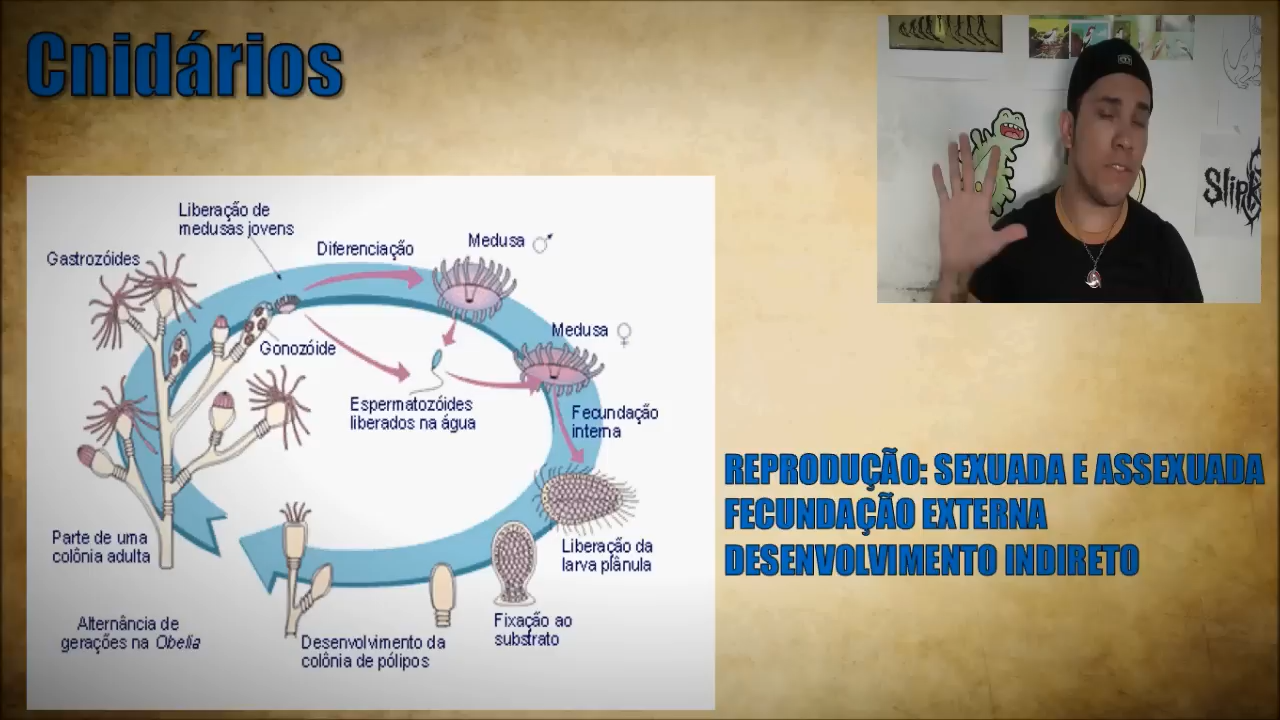 Cnidários
Liberação de
medusas jovens
Gastrozóides
Diferenciação
Medusa ♂
Medusa ♀
Gonozóide
Espermatozóides
liberados na água
Fecundação
interna
Parte de uma
colônia adulta
Liberação da
larva plânula
Fixação ao
substrato
Alternância de
gerações na Obelia
Desenvolvimento da
colônia de pólipos
REPRODUÇÃO: SEXUADA E ASSEXUADA
FECUNDAÇÃO EXTERNA
DESENVOLVIMENTO INDIRETO